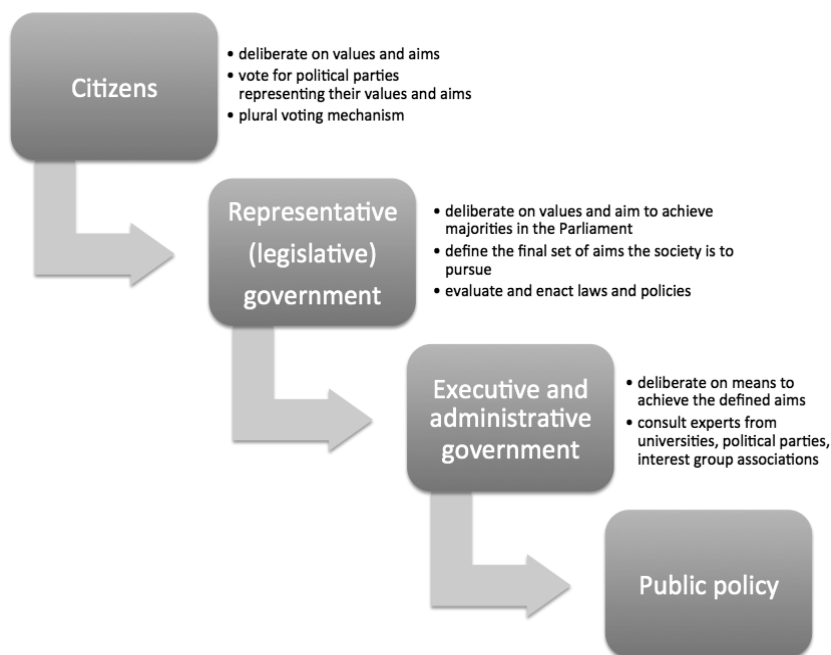 Citizens
• deliberate on values and aims
• vote for political parties
representing their values and aims
• plural voting mechanism
Representative
(legislative)
government
• deliberate on values and aim to achieve
majorities in the Parliament
• define the final set of aims the society is to
pursue
• evaluate and enact laws and policies
Executive and
administrative
government
• deliberate on means to
achieve the defined aims
• consult experts from
universities, political parties,
interest group associations
Public policy